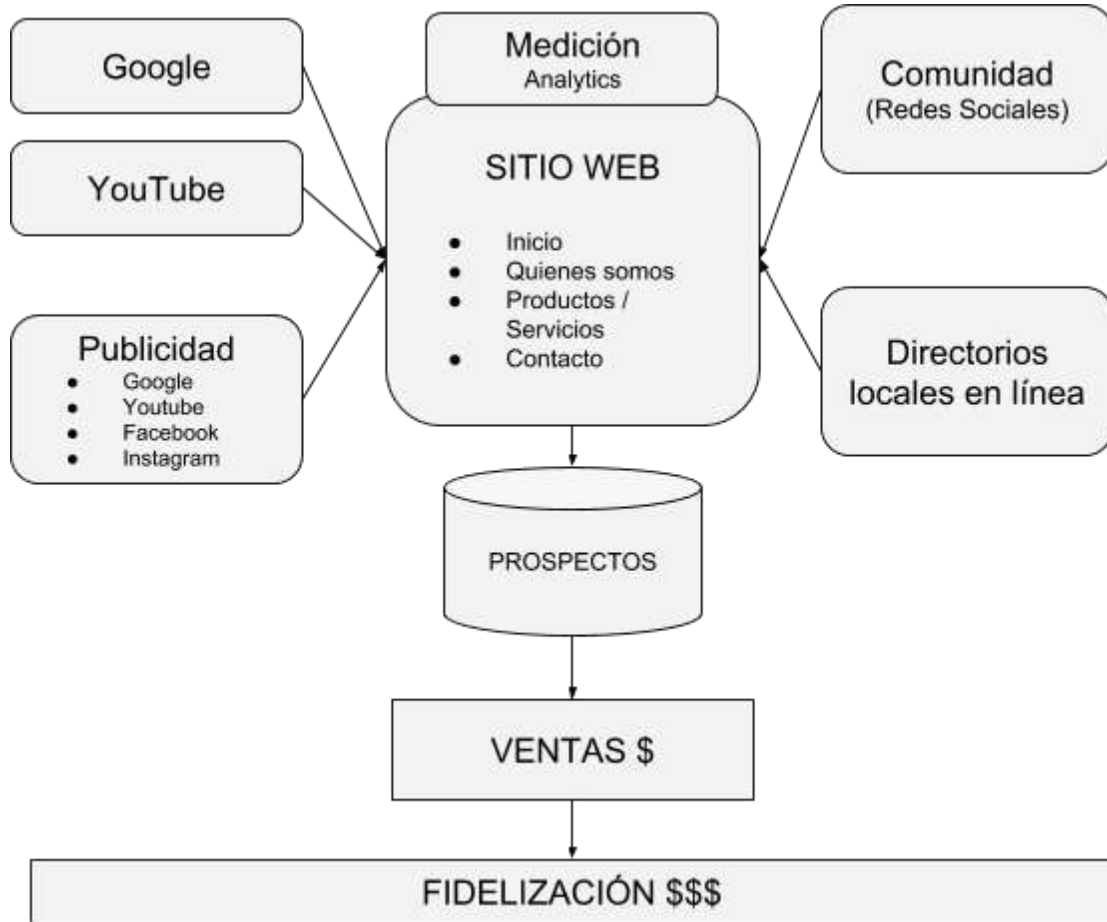 Google
YouTube
Publicidad
● Google
● Youtube
● Facebook
● Instagram
Medición
Analytics
SITIO WEB
● Inicio
● Quienes somos
● Productos /
Servicios
● Contacto
Comunidad
(Redes Sociales)
Directorios
locales en línea
PROSPECTOS
VENTAS $
FIDELIZACIÓN $$$